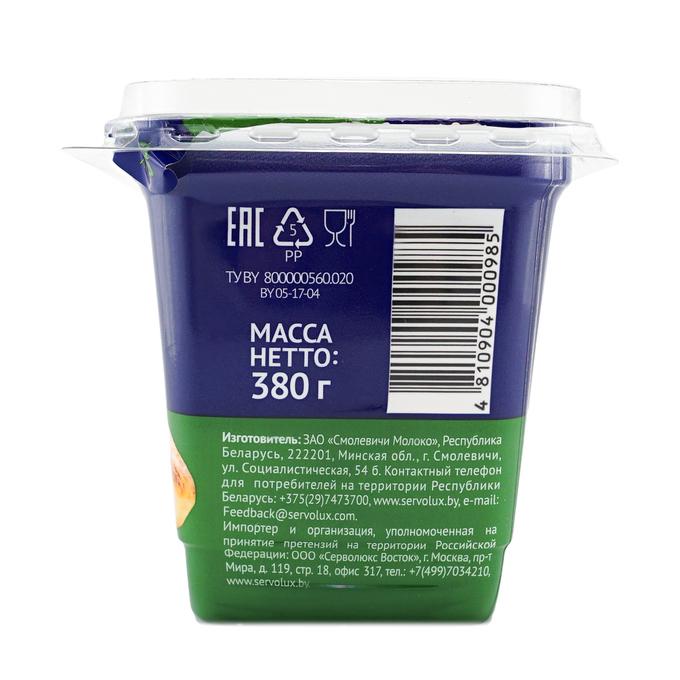 EAC
5
PP
ТУ BY 800000560.020
BY 05-17-04
МАССА
НЕТТО:
380 г
4 810904 000985
Изготовитель: ЗАО «Смолевичи Молоко», Республика
Беларусь, 222201, Минская обл., г. Смолевичи,
ул. Социалистическая, 54 б. Контактный телефон
для потребителей на территории Республики
Беларусь: +375(29)7473700, www.servolux.by, e-mail:
Feedback@servolux.com.
Импортер и организация, уполномоченная на
принятие претензий на территории Российской
Федерации: ООО «Серволюкс Восток», г. Москва, пр-т
Мира, д. 119, стр. 18, офис 317, тел.: +7(499)7034210,
www.servolux.by